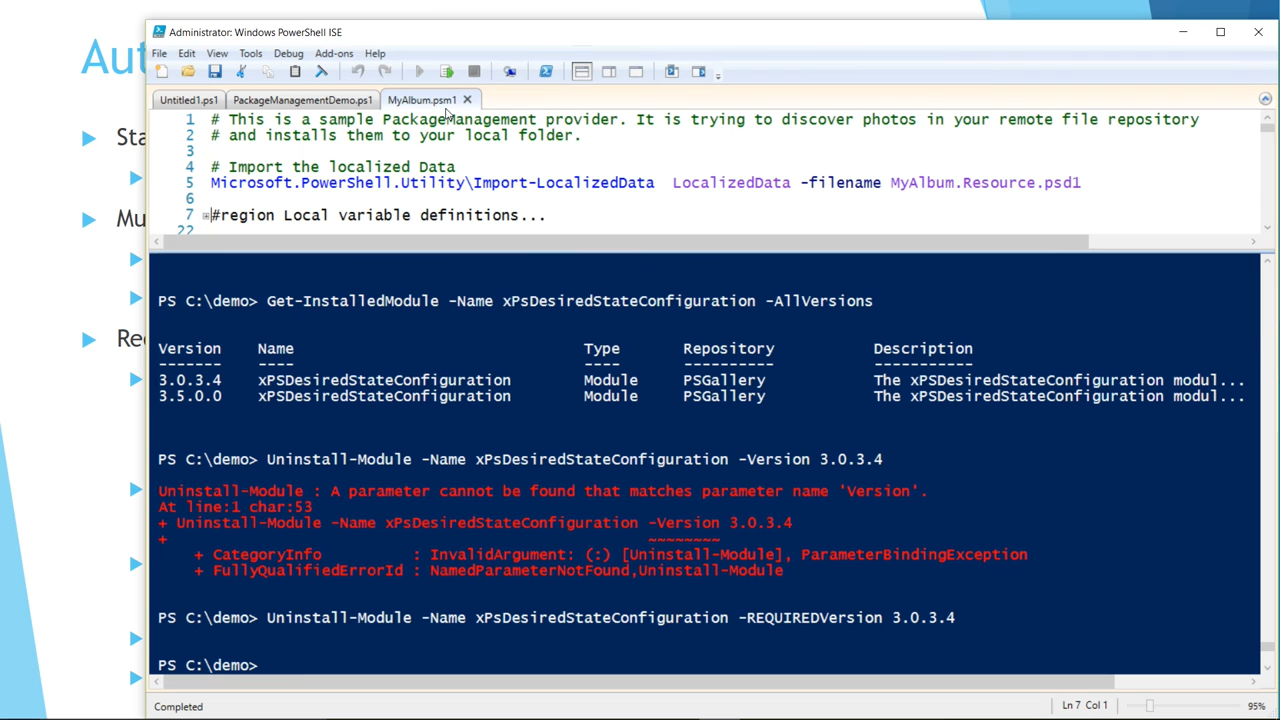 Aut
Sta
Mu
Rec
Administrator: Windows PowerShell ISE
File Edit View Tools Debug Add-ons Help
Untitled1.ps1 PackageManagementDemo.ps1 MyAlbum.psm1
1 # This is a sample PackageManagement provider. It is trying to discover photos in your remote file repository
2 # and installs them to your local folder.
3
4 # Import the localized Data
5 Microsoft.PowerShell.Utility\Import-LocalizedData LocalizedData -filename MyAlbum.Resource.psd1
6
7 #region Local variable definitions...
22
PS C:\demo> Get-InstalledModule -Name xPsDesiredStateConfiguration -AllVersions
Version Name Type Repository Description
------- ---- ---- ---------- -----------
3.0.3.4 xPSDesiredStateConfiguration Module PSGallery The xPSDesiredStateConfiguration modul...
3.5.0.0 xPSDesiredStateConfiguration Module PSGallery The xPSDesiredStateConfiguration modul...
PS C:\demo> Uninstall-Module -Name xPsDesiredStateConfiguration -Version 3.0.3.4
Uninstall-Module : A parameter cannot be found that matches parameter name 'Version'.
At line:1 char:53
+ Uninstall-Module -Name xPsDesiredStateConfiguration -Version 3.0.3.4
+ ~~~~~~~~
+ CategoryInfo : InvalidArgument: (:) [Uninstall-Module], ParameterBindingException
+ FullyQualifiedErrorId : NamedParameterNotFound,Uninstall-Module
PS C:\demo> Uninstall-Module -Name xPsDesiredStateConfiguration -REQUIREDVersion 3.0.3.4
PS C:\demo>
Completed Ln 7 Col 1 95%